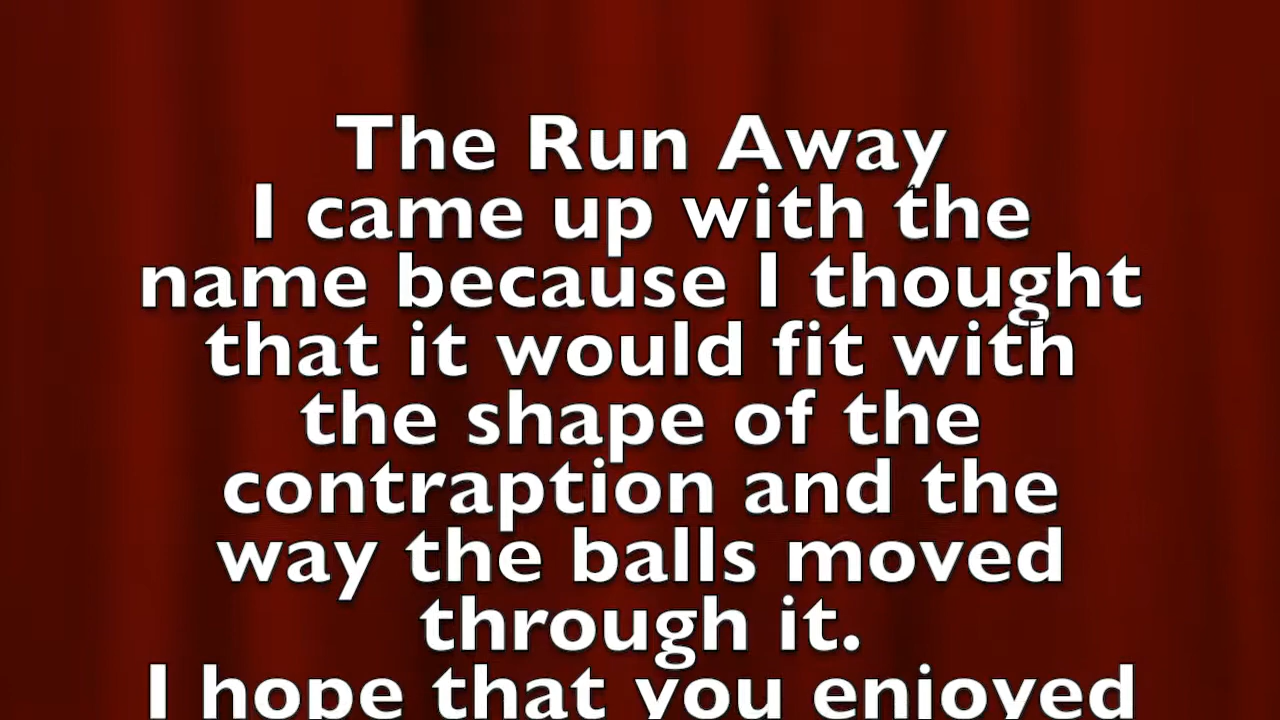 The Run Away
I came up with the
name because I thought
that it would fit with
the shape of the
contraption and the
way the balls moved
through it.
I hope that you enjoyed